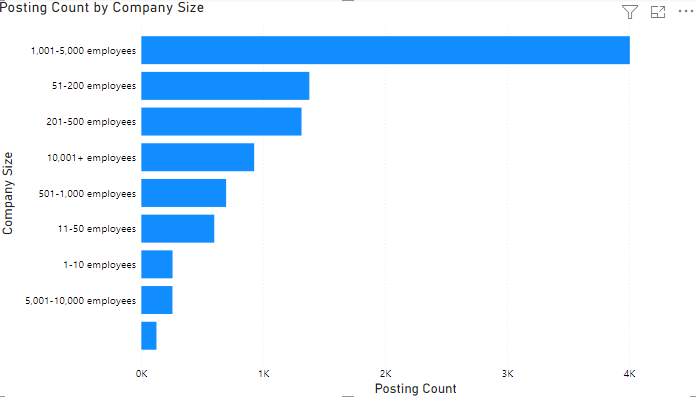 Posting Count by Company Size
Company Size
1,001-5,000 employees
51-200 employees
201-500 employees
10,001+ employees
501-1,000 employees
11-50 employees
1-10 employees
5,001-10,000 employees
0K 1K 2K 3K 4K
Posting Count